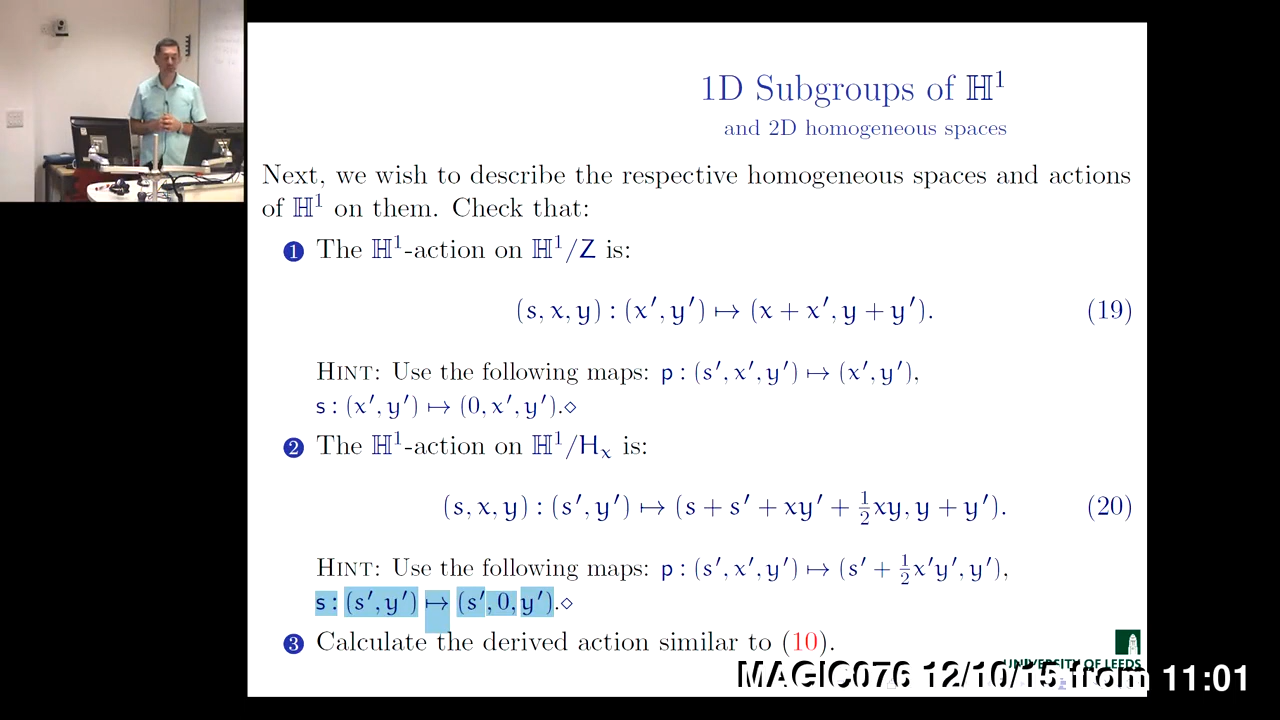 1D Subgroups of ℍ¹
and 2D homogeneous spaces
Next, we wish to describe the respective homogeneous spaces and actions
of ℍ¹ on them. Check that:
1 The ℍ¹-action on ℍ¹/Z is:
(s, x, y) : (x′, y′) ↦ (x + x′, y + y′). (19)
HINT: Use the following maps: p : (s′, x′, y′) ↦ (x′, y′),
s : (x′, y′) ↦ (0, x′, y′).⋄
2 The ℍ¹-action on ℍ¹/Hₓ is:
(s, x, y) : (s′, y′) ↦ (s + s′ + xy′ + ½xy, y + y′). (20)
HINT: Use the following maps: p : (s′, x′, y′) ↦ (s′ + ½x′y′, y′),
s : (s′, y′) ↦ (s′, 0, y′).⋄
3 Calculate the derived action similar to (10).
UNIVERSITY OF LEEDS
MAGIC076 12/10/15 from 11:01